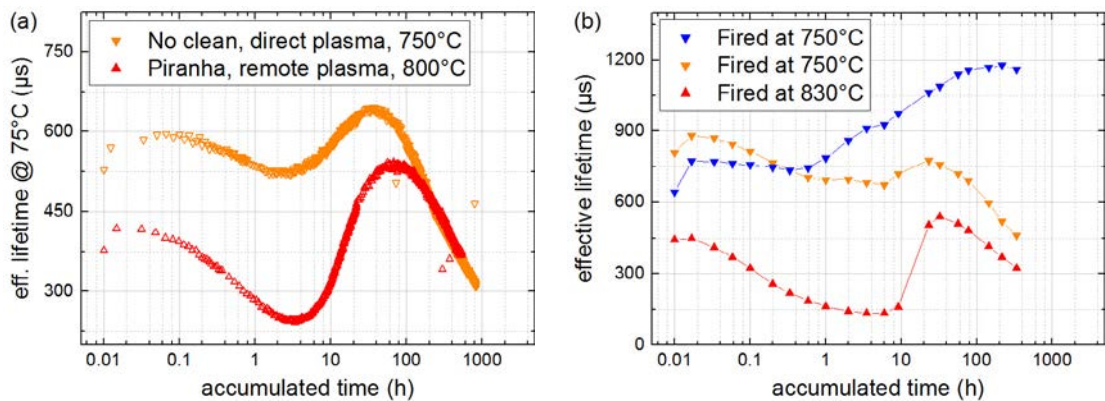 (a)
No clean, direct plasma, 750°C
Piranha, remote plasma, 800°C
eff. lifetime @ 75°C (µs)
750
600
450
300
0.01 0.1 1 10 100 1000
accumulated time (h)
(b)
Fired at 750°C
Fired at 750°C
Fired at 830°C
effective lifetime (µs)
1200
900
600
300
0
0.01 0.1 1 10 100 1000
accumulated time (h)